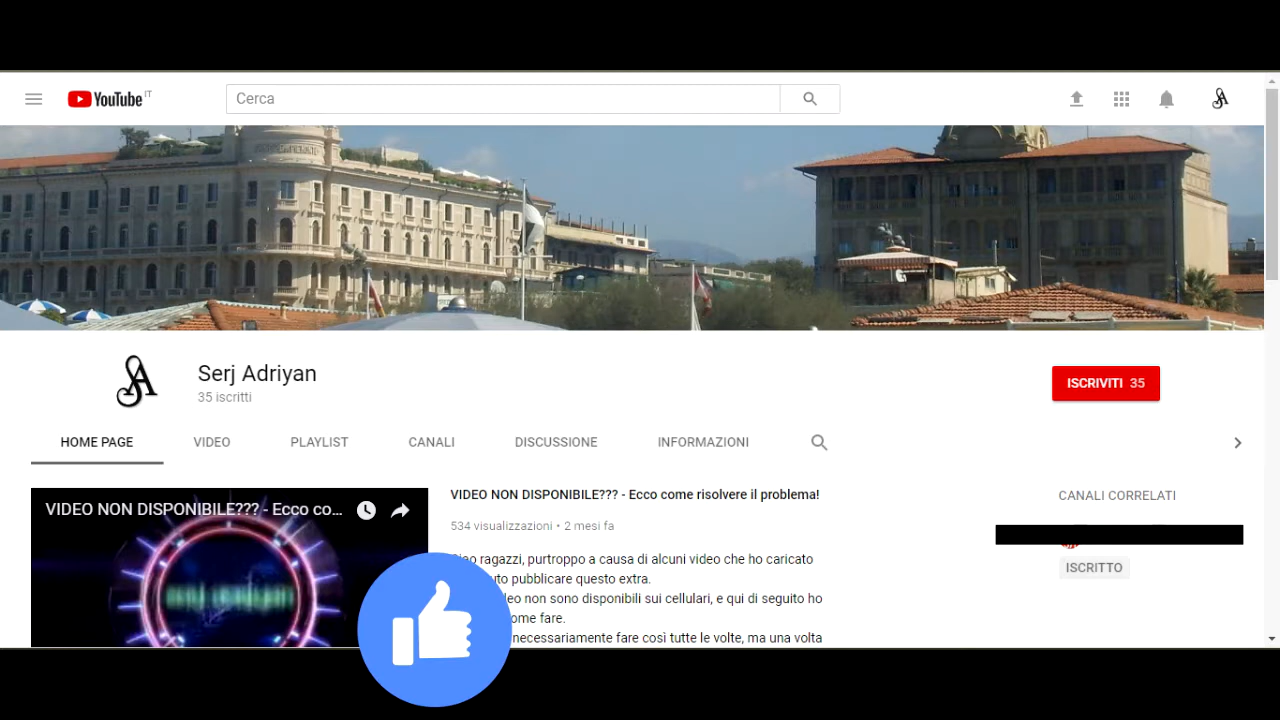 YouTube IT
Cerca
Serj Adriyan
35 iscritti
ISCRIVITI 35
HOME PAGE
VIDEO
PLAYLIST
CANALI
DISCUSSIONE
INFORMAZIONI
VIDEO NON DISPONIBILE??? - Ecco co...
VIDEO NON DISPONIBILE??? - Ecco come risolvere il problema!
534 visualizzazioni • 2 mesi fa
ragazzi, purtroppo a causa di alcuni video che ho caricato
pubblicare questo extra.
non sono disponibili sui cellulari, e qui di seguito ho
fare.
necessariamente fare così tutte le volte, ma una volta
CANALI CORRELATI
ISCRITTO